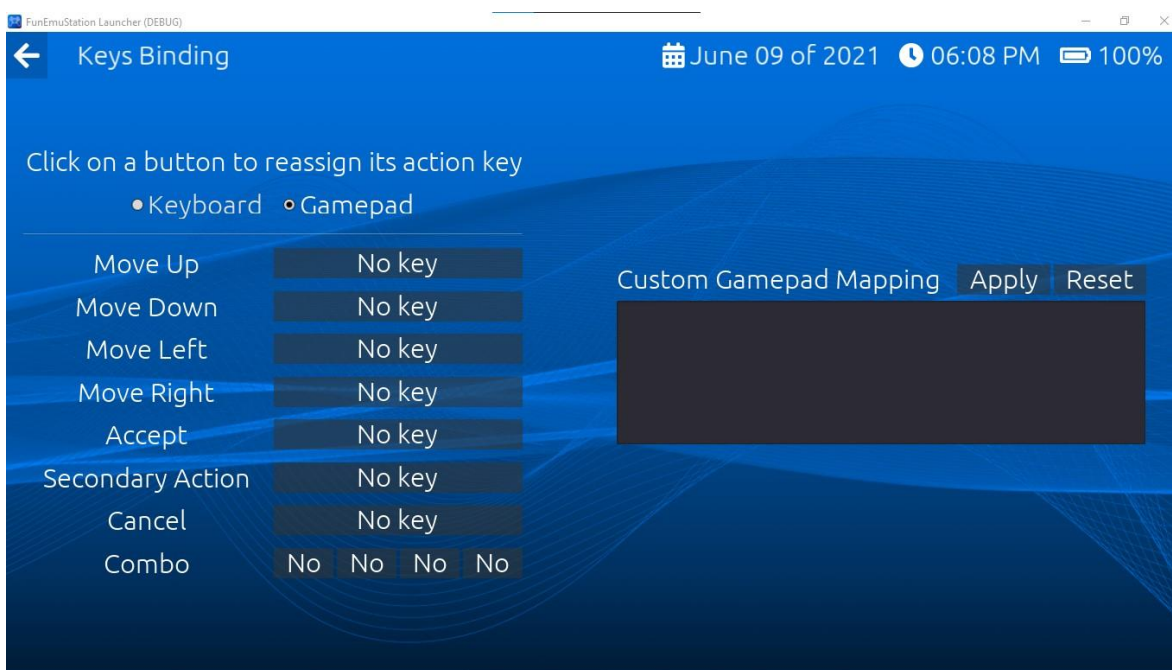 FunEmuStation Launcher (DEBUG)
Keys Binding
June 09 of 2021 06:08 PM 100%
Click on a button to reassign its action key
Keyboard Gamepad
Move Up No key
Move Down No key
Move Left No key
Move Right No key
Accept No key
Secondary Action No key
Cancel No key
Combo No No No No
Custom Gamepad Mapping Apply Reset